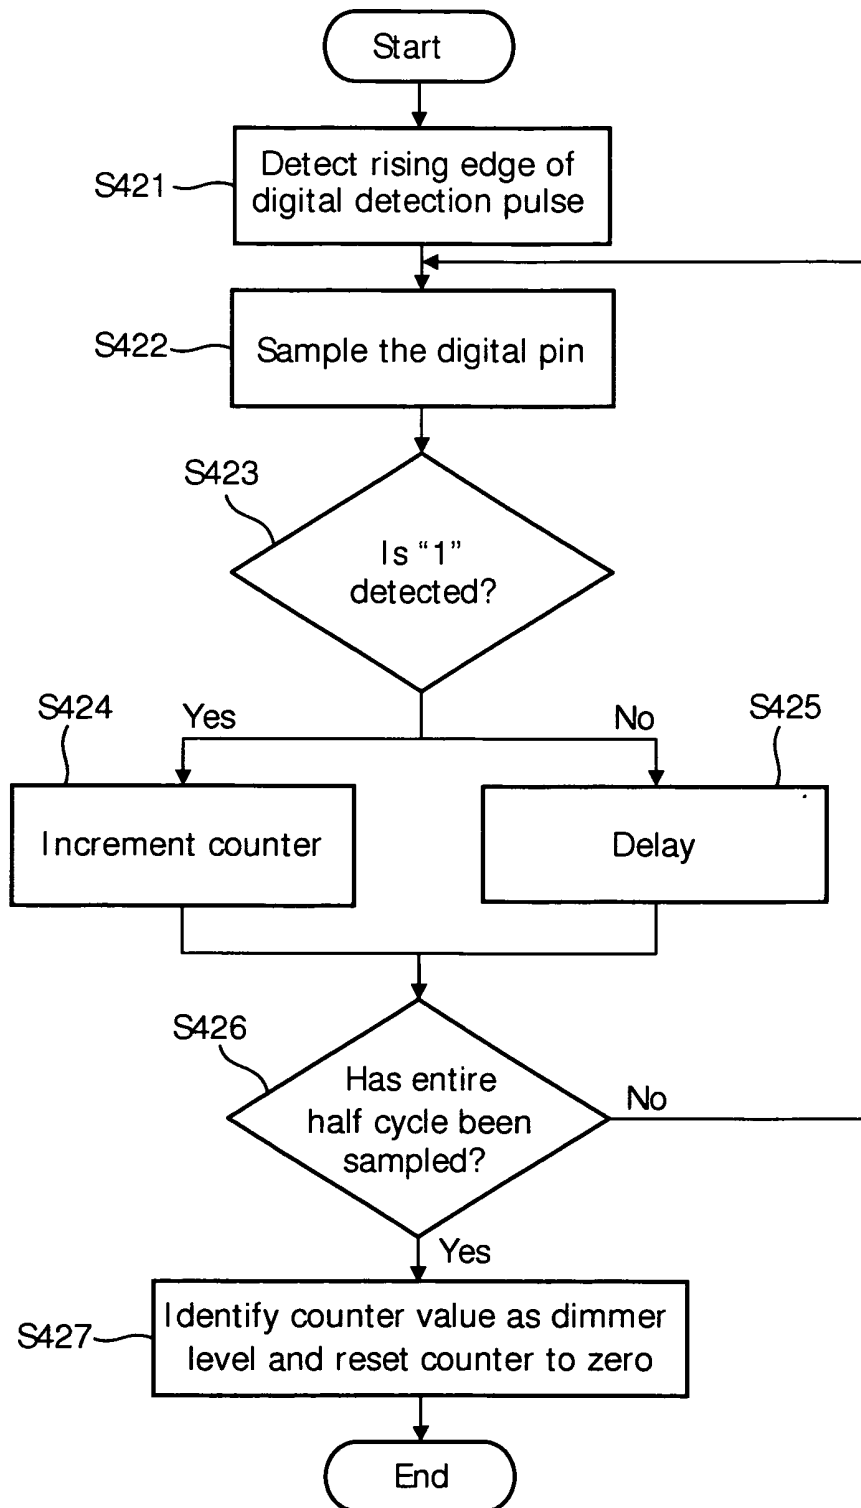 Start
S421
Detect rising edge of
digital detection pulse
S422
Sample the digital pin
S423
Is “1”
detected?
S424
Yes
No
S425
Increment counter
Delay
S426
Has entire
half cycle been
sampled?
No
Yes
S427
Identify counter value as dimmer
level and reset counter to zero
End